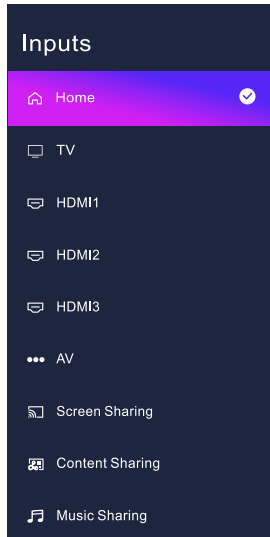 Inputs
Home
TV
HDMI1
HDMI2
HDMI3
AV
Screen Sharing
Content Sharing
Music Sharing